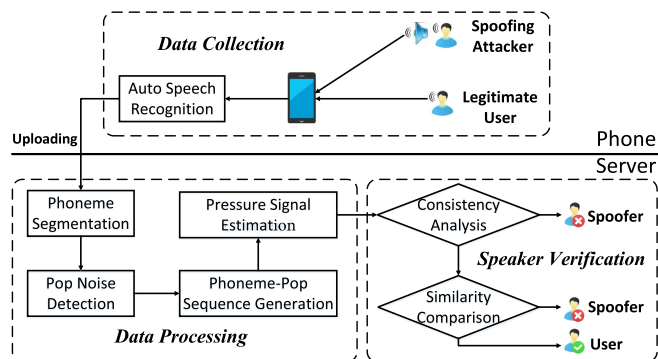 Data Collection
Spoofing
Attacker
Auto Speech
Recognition
Legitimate
User
Uploading
Phone
Server
Phoneme
Segmentation
Pressure Signal
Estimation
Consistency
Analysis
Spoofer
Speaker Verification
Pop Noise
Detection
Phoneme-Pop
Sequence Generation
Similarity
Comparison
Spoofer
User
Data Processing